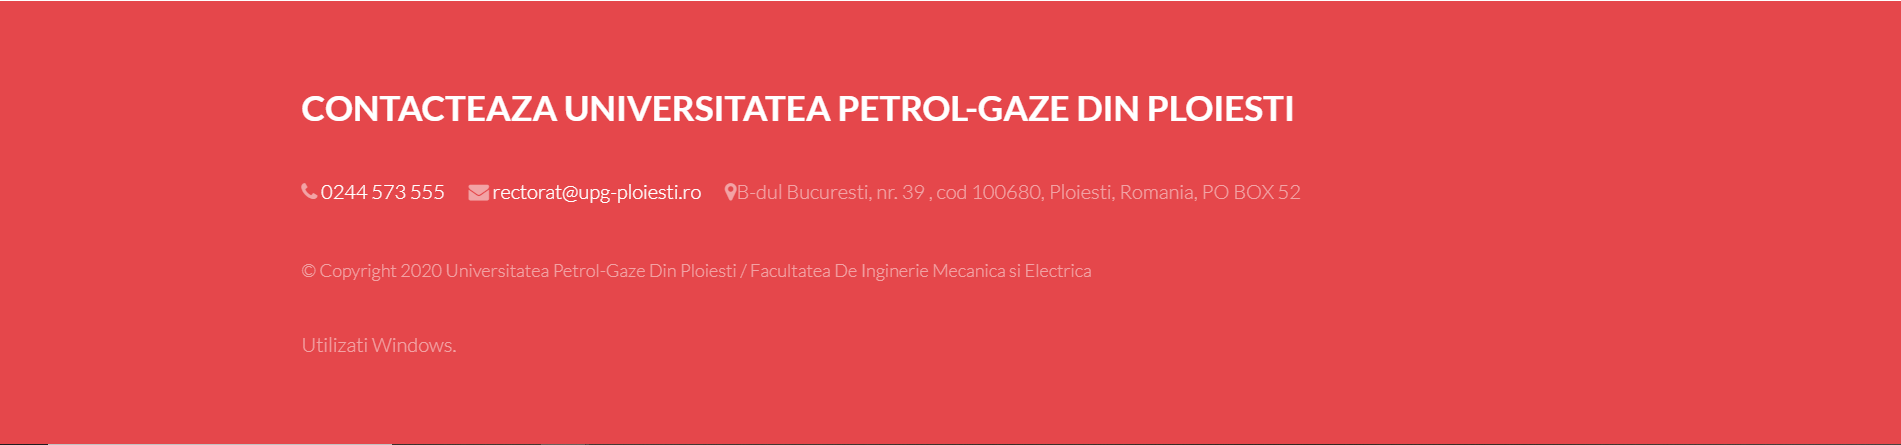 CONTACTEAZA UNIVERSITATEA PETROL-GAZE DIN PLOIESTI
0244 573 555 rectorat@upg-ploiesti.ro B-dul Bucuresti, nr. 39 , cod 100680, Ploiesti, Romania, PO BOX 52
© Copyright 2020 Universitatea Petrol-Gaze Din Ploiesti / Facultatea De Inginerie Mecanica si Electrica
Utilizati Windows.